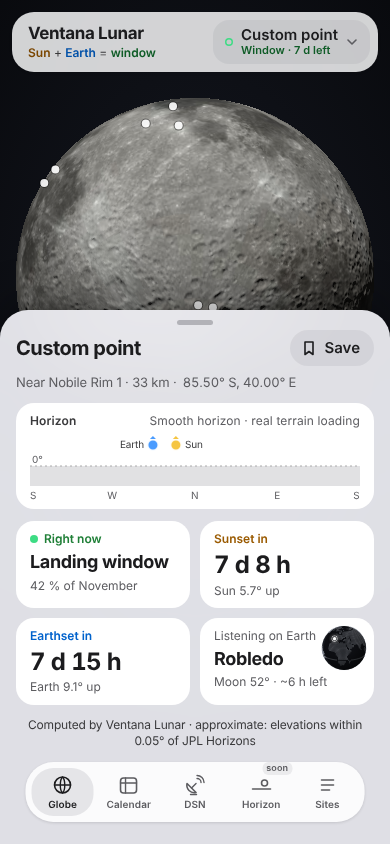 Ventana Lunar
Sun + Earth = window
Custom point
Window · 7 d left
Custom point
Save
Near Nobile Rim 1 · 33 km · 85.50° S, 40.00° E
Horizon
Smooth horizon · real terrain loading
Earth
Sun
0°
S W N E S
Right now
Landing window
42 % of November
Sunset in
7 d 8 h
Sun 5.7° up
Earthset in
7 d 15 h
Earth 9.1° up
Listening on Earth
Robledo
Moon 52° · ~6 h left
Computed by Ventana Lunar · approximate: elevations within
0.05° of JPL Horizons
soon
Globe Calendar DSN Horizon Sites